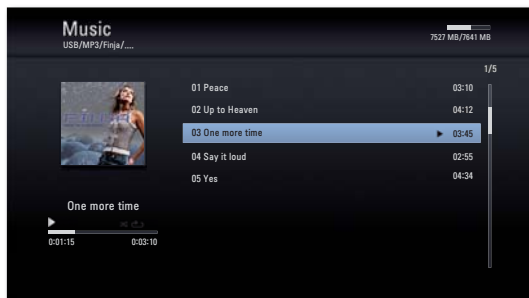 Music
USB/MP3/Finja/....
7527 MB/7641 MB
1/5
01 Peace 03:10
02 Up to Heaven 04:12
03 One more time 03:45
04 Say it loud 02:55
05 Yes 04:34
One more time
0:01:15 0:03:10